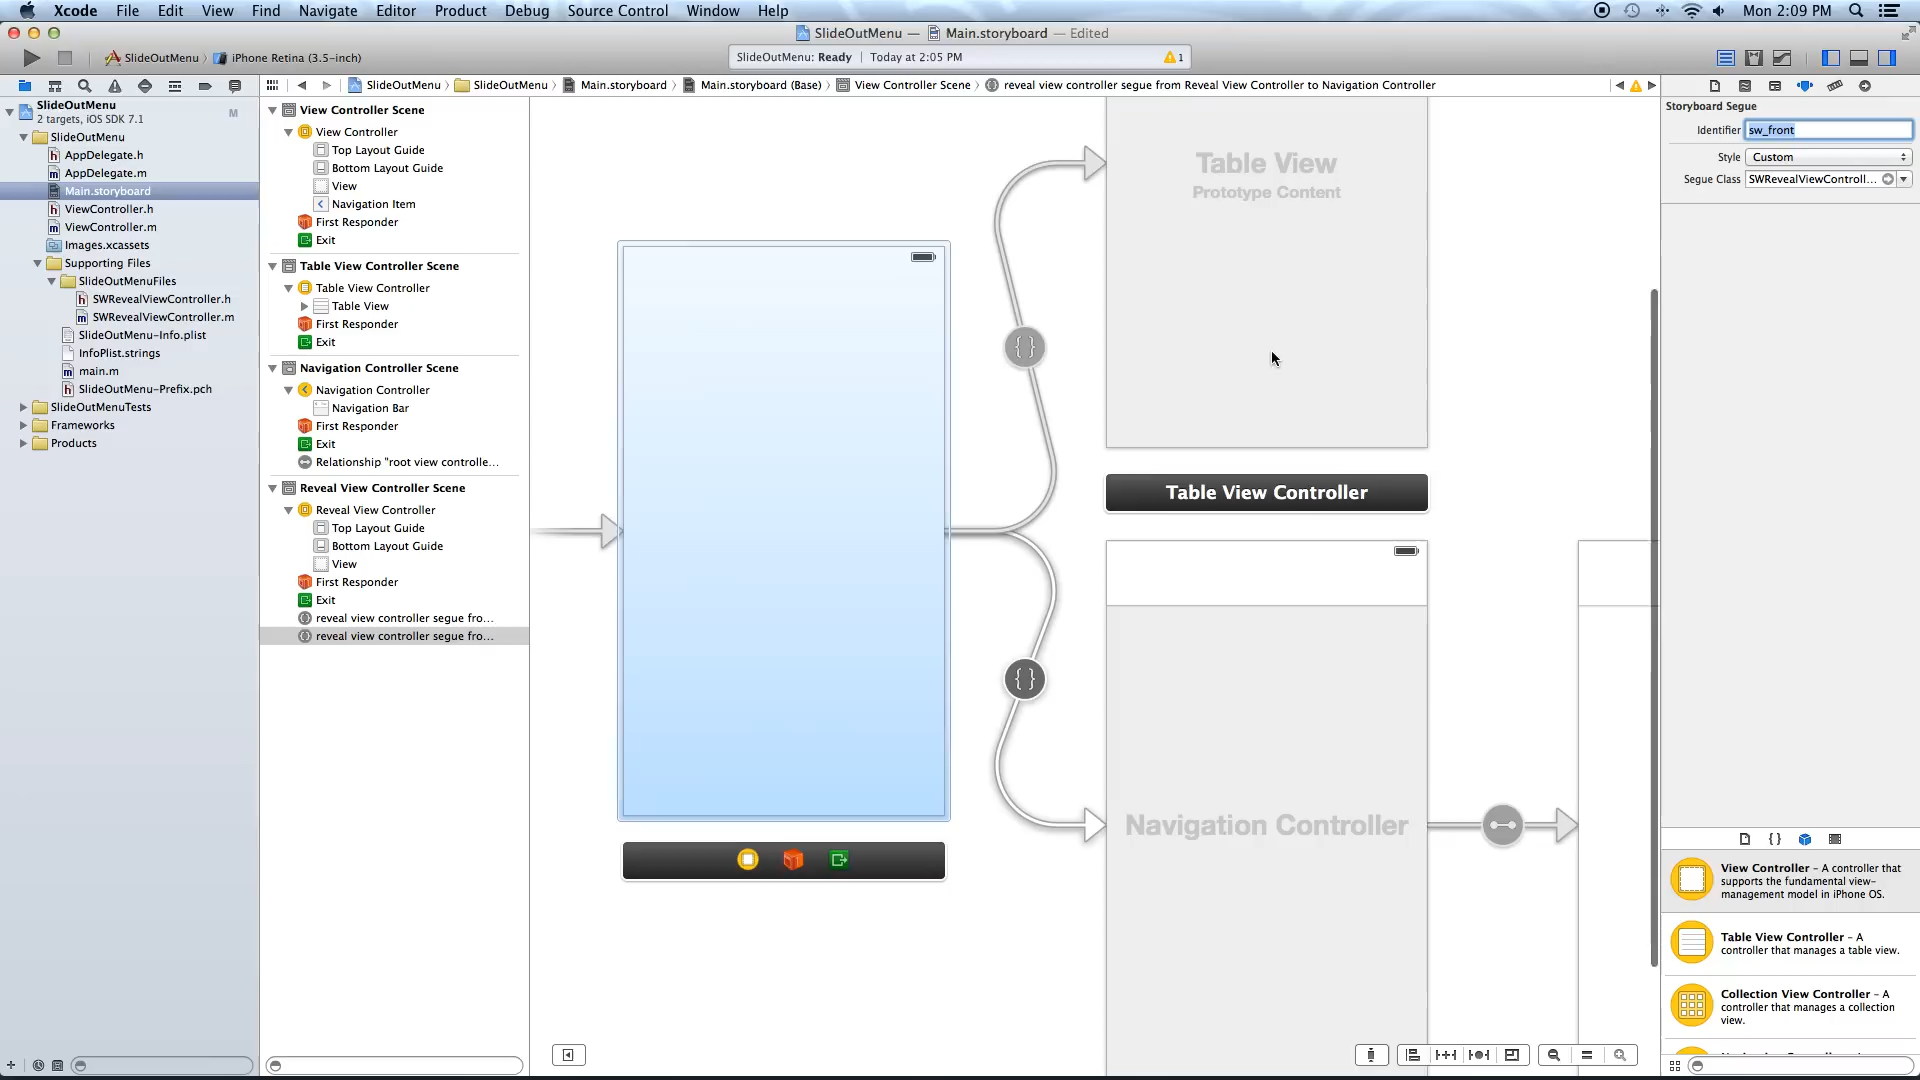 Xcode File Edit View Find Navigate Editor Product Debug Source Control Window Help Mon 2:09 PM
SlideOutMenu — Main.storyboard — Edited
SlideOutMenu iPhone Retina (3.5-inch)
SlideOutMenu: Ready | Today at 2:05 PM 1
SlideOutMenu SlideOutMenu Main.storyboard Main.storyboard (Base) View Controller Scene reveal view controller segue from Reveal View Controller to Navigation Controller
SlideOutMenu
2 targets, iOS SDK 7.1
M
SlideOutMenu
AppDelegate.h
AppDelegate.m
Main.storyboard
ViewController.h
ViewController.m
Images.xcassets
Supporting Files
SlideOutMenuFiles
SWRevealViewController.h
SWRevealViewController.m
SlideOutMenu-Info.plist
InfoPlist.strings
main.m
SlideOutMenu-Prefix.pch
SlideOutMenuTests
Frameworks
Products
View Controller Scene
View Controller
Top Layout Guide
Bottom Layout Guide
View
Navigation Item
First Responder
Exit
Table View Controller Scene
Table View Controller
Table View
First Responder
Exit
Navigation Controller Scene
Navigation Controller
Navigation Bar
First Responder
Exit
Relationship "root view controlle...
Reveal View Controller Scene
Reveal View Controller
Top Layout Guide
Bottom Layout Guide
View
First Responder
Exit
reveal view controller segue fro...
reveal view controller segue fro...
Table View
Prototype Content
Table View Controller
Navigation Controller
Storyboard Segue
Identifier sw_front
Style Custom
Segue Class SWRevealViewControll...
View Controller – A controller that
supports the fundamental view-
management model in iPhone OS.
Table View Controller – A
controller that manages a table view.
Collection View Controller – A
controller that manages a collection
view.